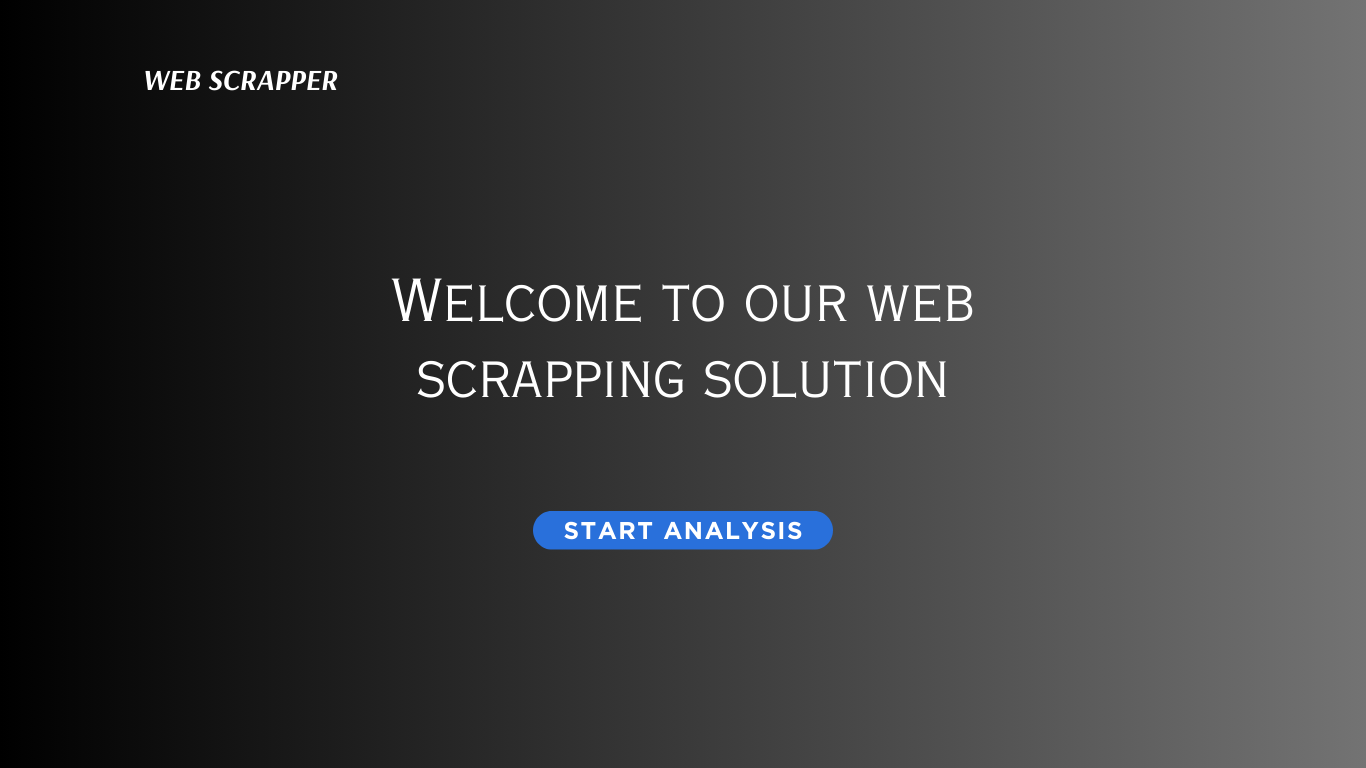 WEB SCRAPPER
WELCOME TO OUR WEB
SCRAPPING SOLUTION
START ANALYSIS